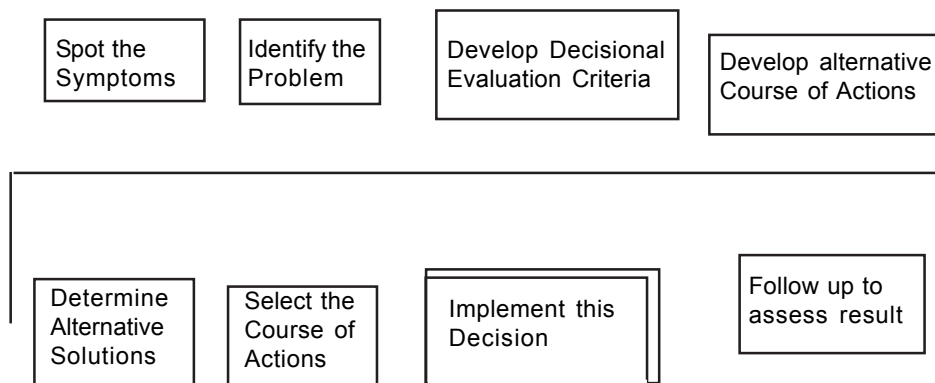 Spot the
Symptoms
Identify the
Problem
Develop Decisional
Evaluation Criteria
Develop alternative
Course of Actions
Determine
Alternative
Solutions
Select the
Course of
Actions
Implement this
Decision
Follow up to
assess result